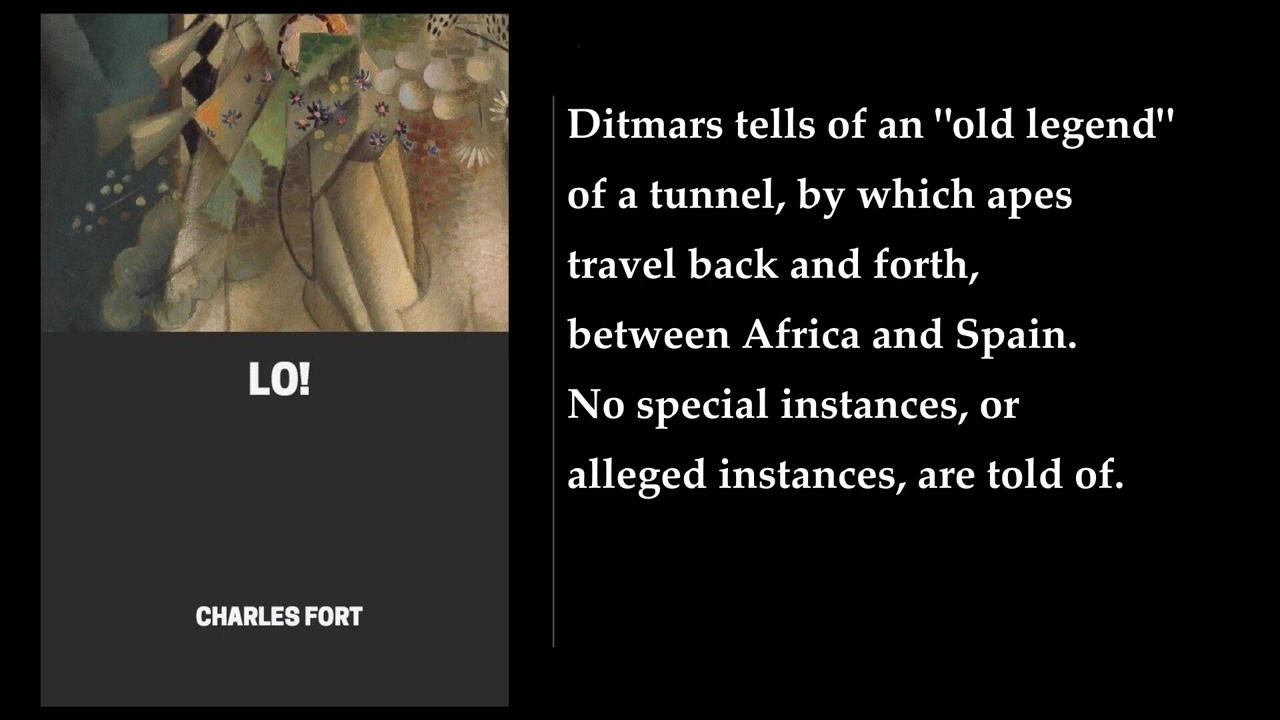 LO!
CHARLES FORT
Ditmars tells of an "old legend"
of a tunnel, by which apes
travel back and forth,
between Africa and Spain.
No special instances, or
alleged instances, are told of.